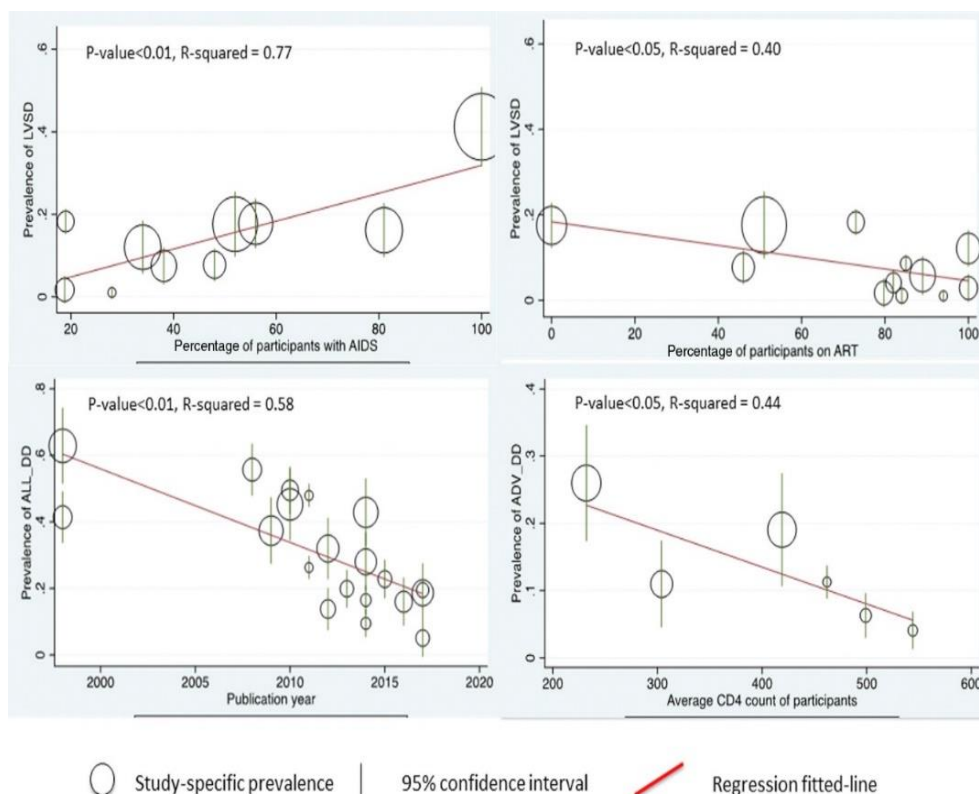 P-value<0.01, R-squared = 0.77
Prevalence of LVSD
.6
.4
.2
0
20 40 60 80 100
Percentage of participants with AIDS
P-value<0.05, R-squared = 0.40
Prevalence of LVSD
.6
.4
.2
0
0 20 40 60 80 100
Percentage of participants on ART
P-value<0.01, R-squared = 0.58
Prevalence of ALL_DD
.8
.6
.4
.2
0
2000 2005 2010 2015 2020
Publication year
P-value<0.05, R-squared = 0.44
Prevalence of ADV_DD
.4
.3
.2
.1
0
200 300 400 500 600
Average CD4 count of participants
Study-specific prevalence 95% confidence interval Regression fitted-line